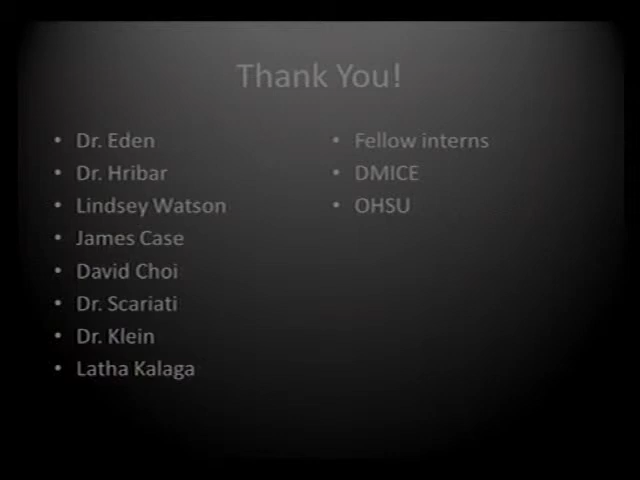 Thank You!
• Dr. Eden
• Dr. Hribar
• Lindsey Watson
• James Case
• David Choi
• Dr. Scariati
• Dr. Klein
• Latha Kalaga
• Fellow interns
• DMICE
• OHSU